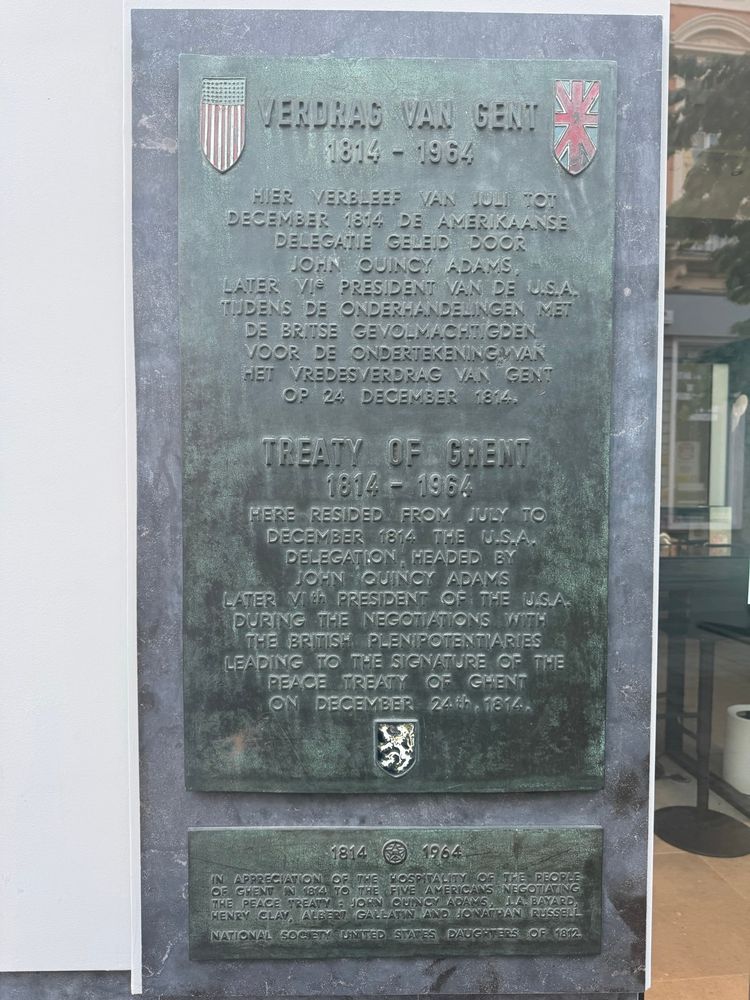 VERDRAG VAN GENT
1814 - 1964
HIER VERBLEEF VAN JULI TOT
DECEMBER 1814 DE AMERIKAANSE
DELEGATIE GELEID DOOR
JOHN QUINCY ADAMS,
LATER VIe PRESIDENT VAN DE U.S.A.
TIJDENS DE ONDERHANDELINGEN MET
DE BRITSE GEVOLMACHTIGDEN
VOOR DE ONDERTEKENING VAN
HET VREDESVERDRAG VAN GENT
OP 24 DECEMBER 1814.
TREATY OF GHENT
1814 - 1964
HERE RESIDED FROM JULY TO
DECEMBER 1814 THE U.S.A.
DELEGATION, HEADED BY
JOHN QUINCY ADAMS
LATER VIth PRESIDENT OF THE U.S.A.
DURING THE NEGOTIATIONS WITH
THE BRITISH PLENIPOTENTIARIES
LEADING TO THE SIGNATURE OF THE
PEACE TREATY OF GHENT
ON DECEMBER 24th, 1814.
1814 1964
IN APPRECIATION OF THE HOSPITALITY OF THE PEOPLE
OF GHENT IN 1814 TO THE FIVE AMERICANS NEGOTIATING
THE PEACE TREATY : JOHN QUINCY ADAMS, J.A. BAYARD,
HENRY CLAY, ALBERT GALLATIN AND JONATHAN RUSSELL
NATIONAL SOCIETY UNITED STATES DAUGHTERS OF 1812.